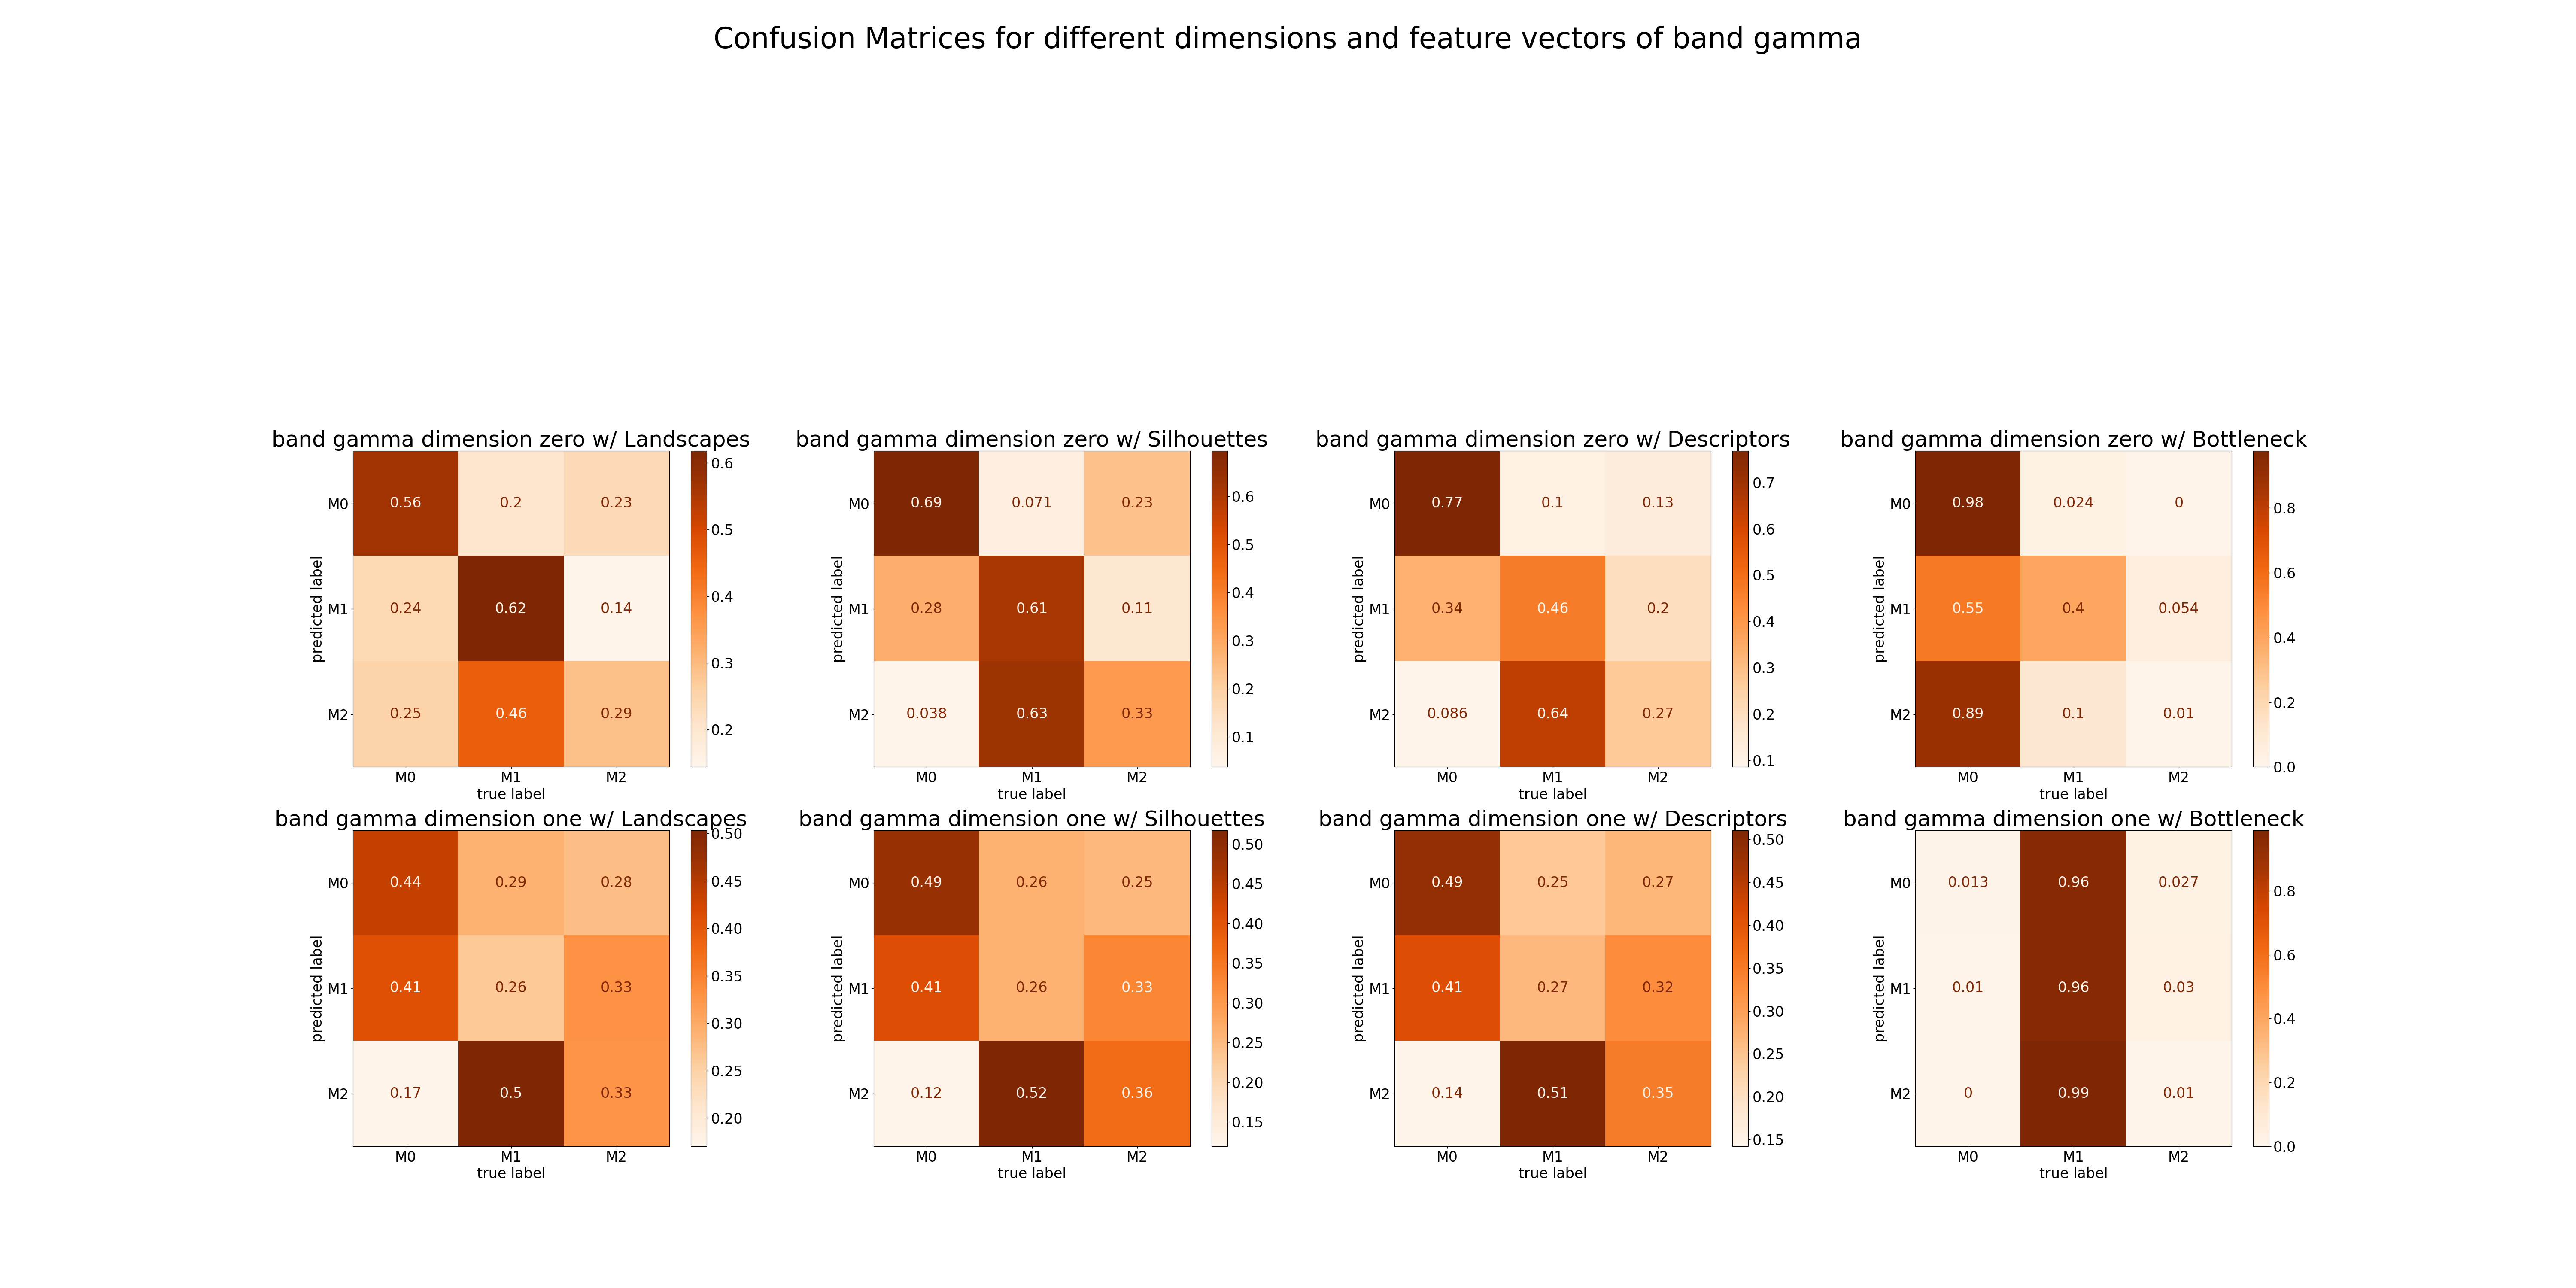 Confusion Matrices for different dimensions and feature vectors of band gamma
band gamma dimension zero w/ Landscapes
predicted label
M0 0.56 0.2 0.23
M1 0.24 0.62 0.14
M2 0.25 0.46 0.29
M0 M1 M2
true label
0.6
0.5
0.4
0.3
0.2
band gamma dimension zero w/ Silhouettes
predicted label
M0 0.69 0.071 0.23
M1 0.28 0.61 0.11
M2 0.038 0.63 0.33
M0 M1 M2
true label
0.6
0.5
0.4
0.3
0.2
0.1
band gamma dimension zero w/ Descriptors
predicted label
M0 0.77 0.1 0.13
M1 0.34 0.46 0.2
M2 0.086 0.64 0.27
M0 M1 M2
true label
0.7
0.6
0.5
0.4
0.3
0.2
0.1
band gamma dimension zero w/ Bottleneck
predicted label
M0 0.98 0.024 0
M1 0.55 0.4 0.054
M2 0.89 0.1 0.01
M0 M1 M2
true label
0.8
0.6
0.4
0.2
0.0
band gamma dimension one w/ Landscapes
predicted label
M0 0.44 0.29 0.28
M1 0.41 0.26 0.33
M2 0.17 0.5 0.33
M0 M1 M2
true label
0.50
0.45
0.40
0.35
0.30
0.25
0.20
band gamma dimension one w/ Silhouettes
predicted label
M0 0.49 0.26 0.25
M1 0.41 0.26 0.33
M2 0.12 0.52 0.36
M0 M1 M2
true label
0.50
0.45
0.40
0.35
0.30
0.25
0.20
0.15
band gamma dimension one w/ Descriptors
predicted label
M0 0.49 0.25 0.27
M1 0.41 0.27 0.32
M2 0.14 0.51 0.35
M0 M1 M2
true label
0.50
0.45
0.40
0.35
0.30
0.25
0.20
0.15
band gamma dimension one w/ Bottleneck
predicted label
M0 0.013 0.96 0.027
M1 0.01 0.96 0.03
M2 0 0.99 0.01
M0 M1 M2
true label
0.8
0.6
0.4
0.2
0.0